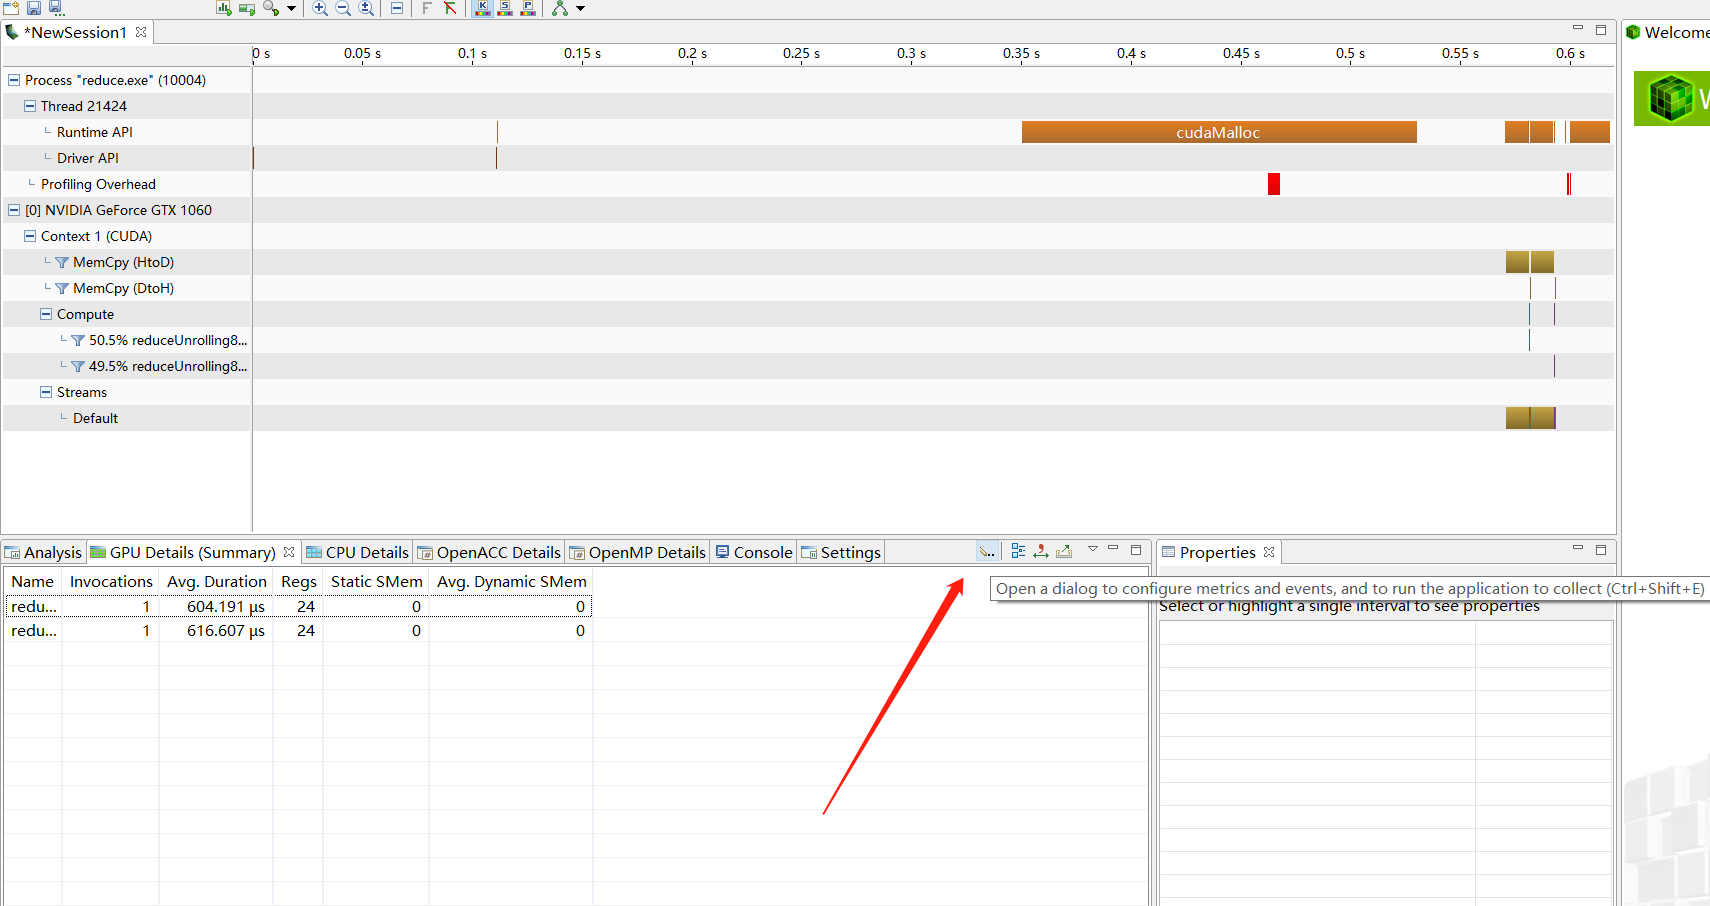 *NewSession1
Welcome
0 s 0.05 s 0.1 s 0.15 s 0.2 s 0.25 s 0.3 s 0.35 s 0.4 s 0.45 s 0.5 s 0.55 s 0.6 s
Process "reduce.exe" (10004)
Thread 21424
Runtime API
cudaMalloc
Driver API
Profiling Overhead
[0] NVIDIA GeForce GTX 1060
Context 1 (CUDA)
MemCpy (HtoD)
MemCpy (DtoH)
Compute
50.5% reduceUnrolling8...
49.5% reduceUnrolling8...
Streams
Default
Analysis GPU Details (Summary) CPU Details OpenACC Details OpenMP Details Console Settings
Properties
Name Invocations Avg. Duration Regs Static SMem Avg. Dynamic SMem
redu... 1 604.191 μs 24 0 0
redu... 1 616.607 μs 24 0 0
Open a dialog to configure metrics and events, and to run the application to collect (Ctrl+Shift+E)
Select or highlight a single interval to see properties